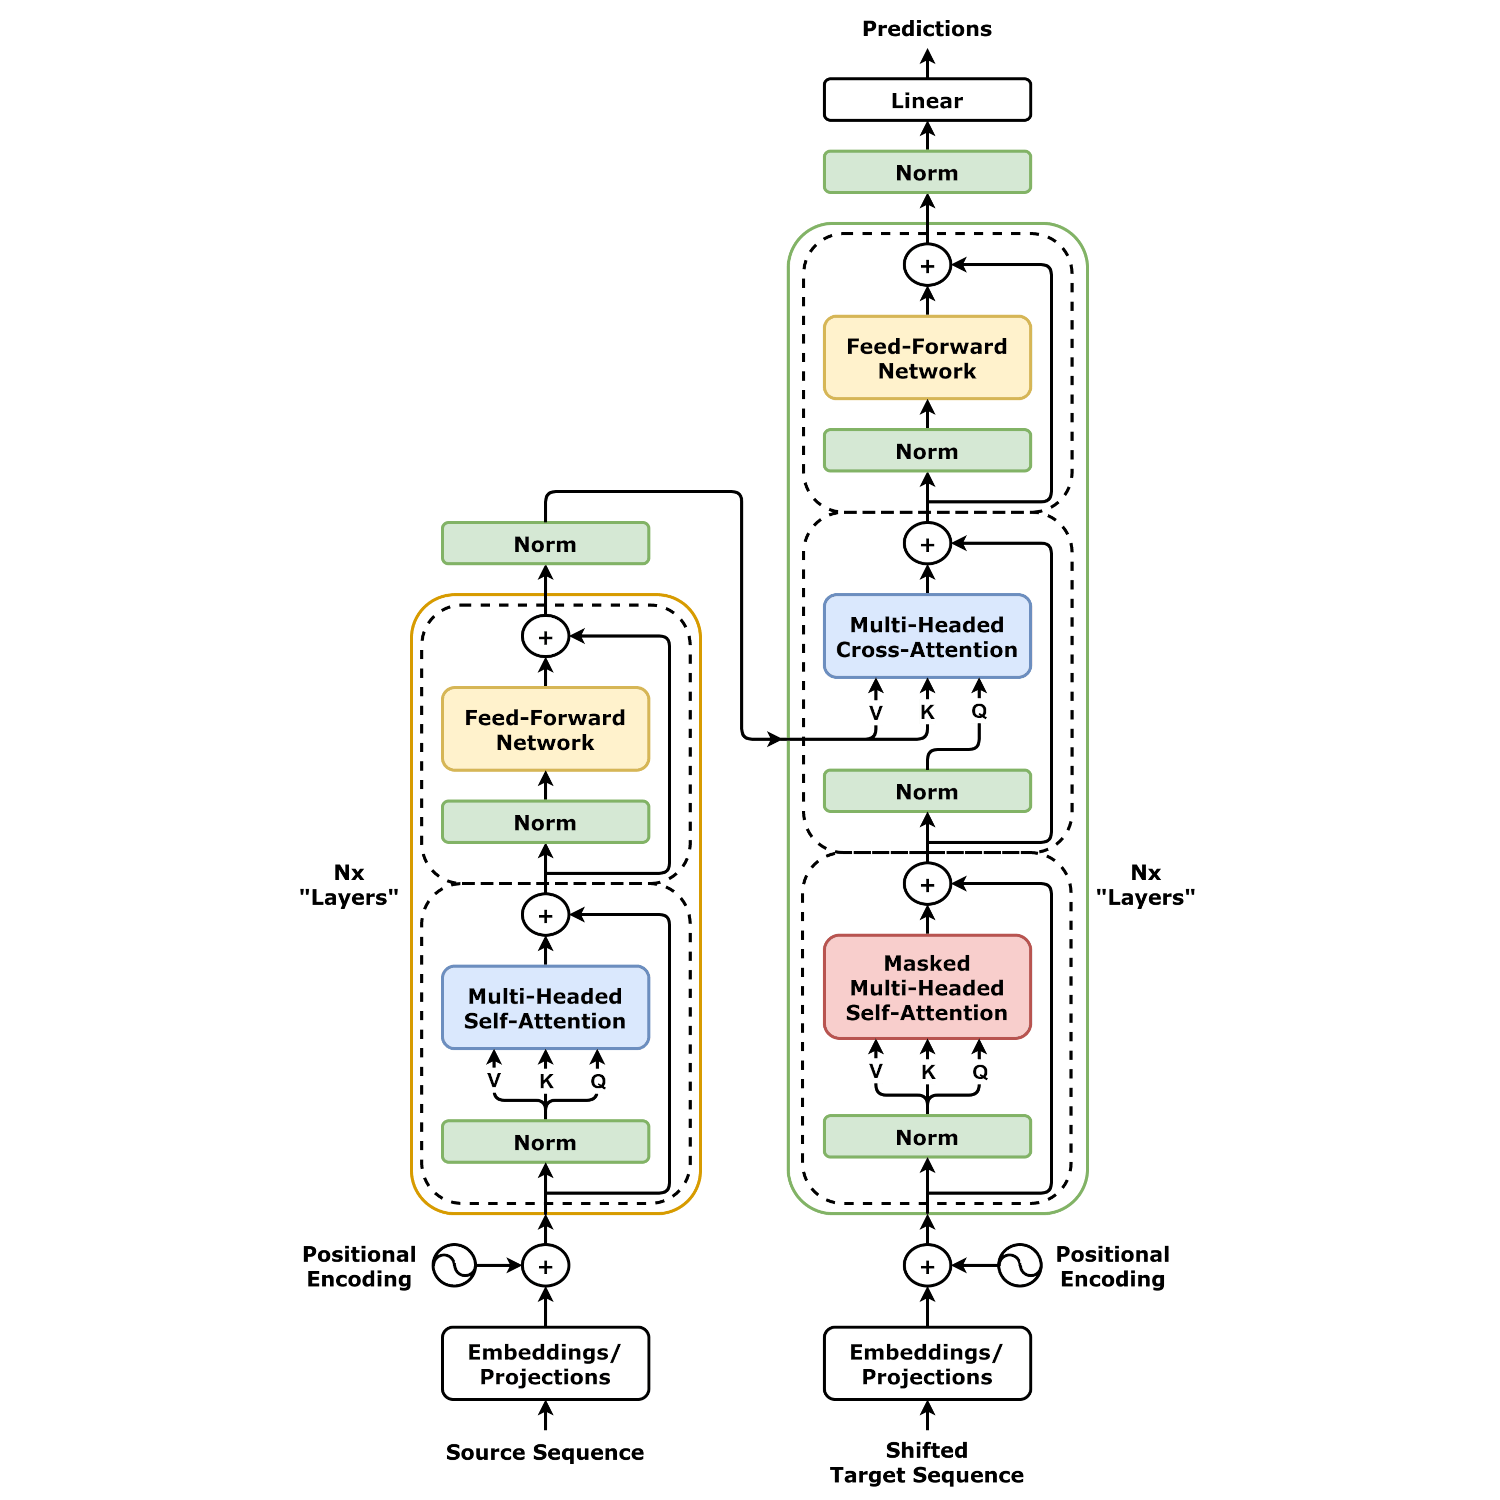 Predictions
Linear
Norm
Feed-Forward
Network
Norm
Multi-Headed
Cross-Attention
V K Q
Norm
Masked
Multi-Headed
Self-Attention
V K Q
Norm
Nx
"Layers"
Positional
Encoding
Embeddings/
Projections
Shifted
Target Sequence
Norm
Feed-Forward
Network
Norm
Nx
"Layers"
Multi-Headed
Self-Attention
V K Q
Norm
Positional
Encoding
Embeddings/
Projections
Source Sequence
+
+
+
+
+
+
+